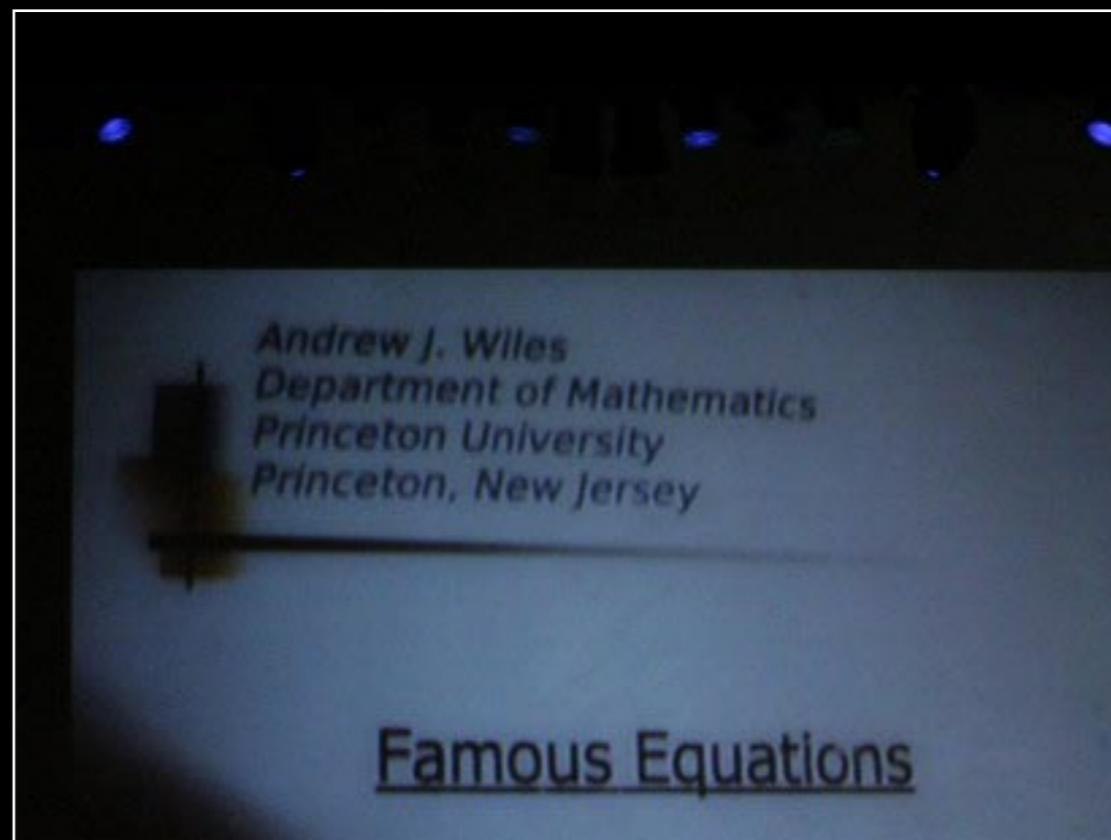 Andrew J. Wiles
Department of Mathematics
Princeton University
Princeton, New Jersey
Famous Equations